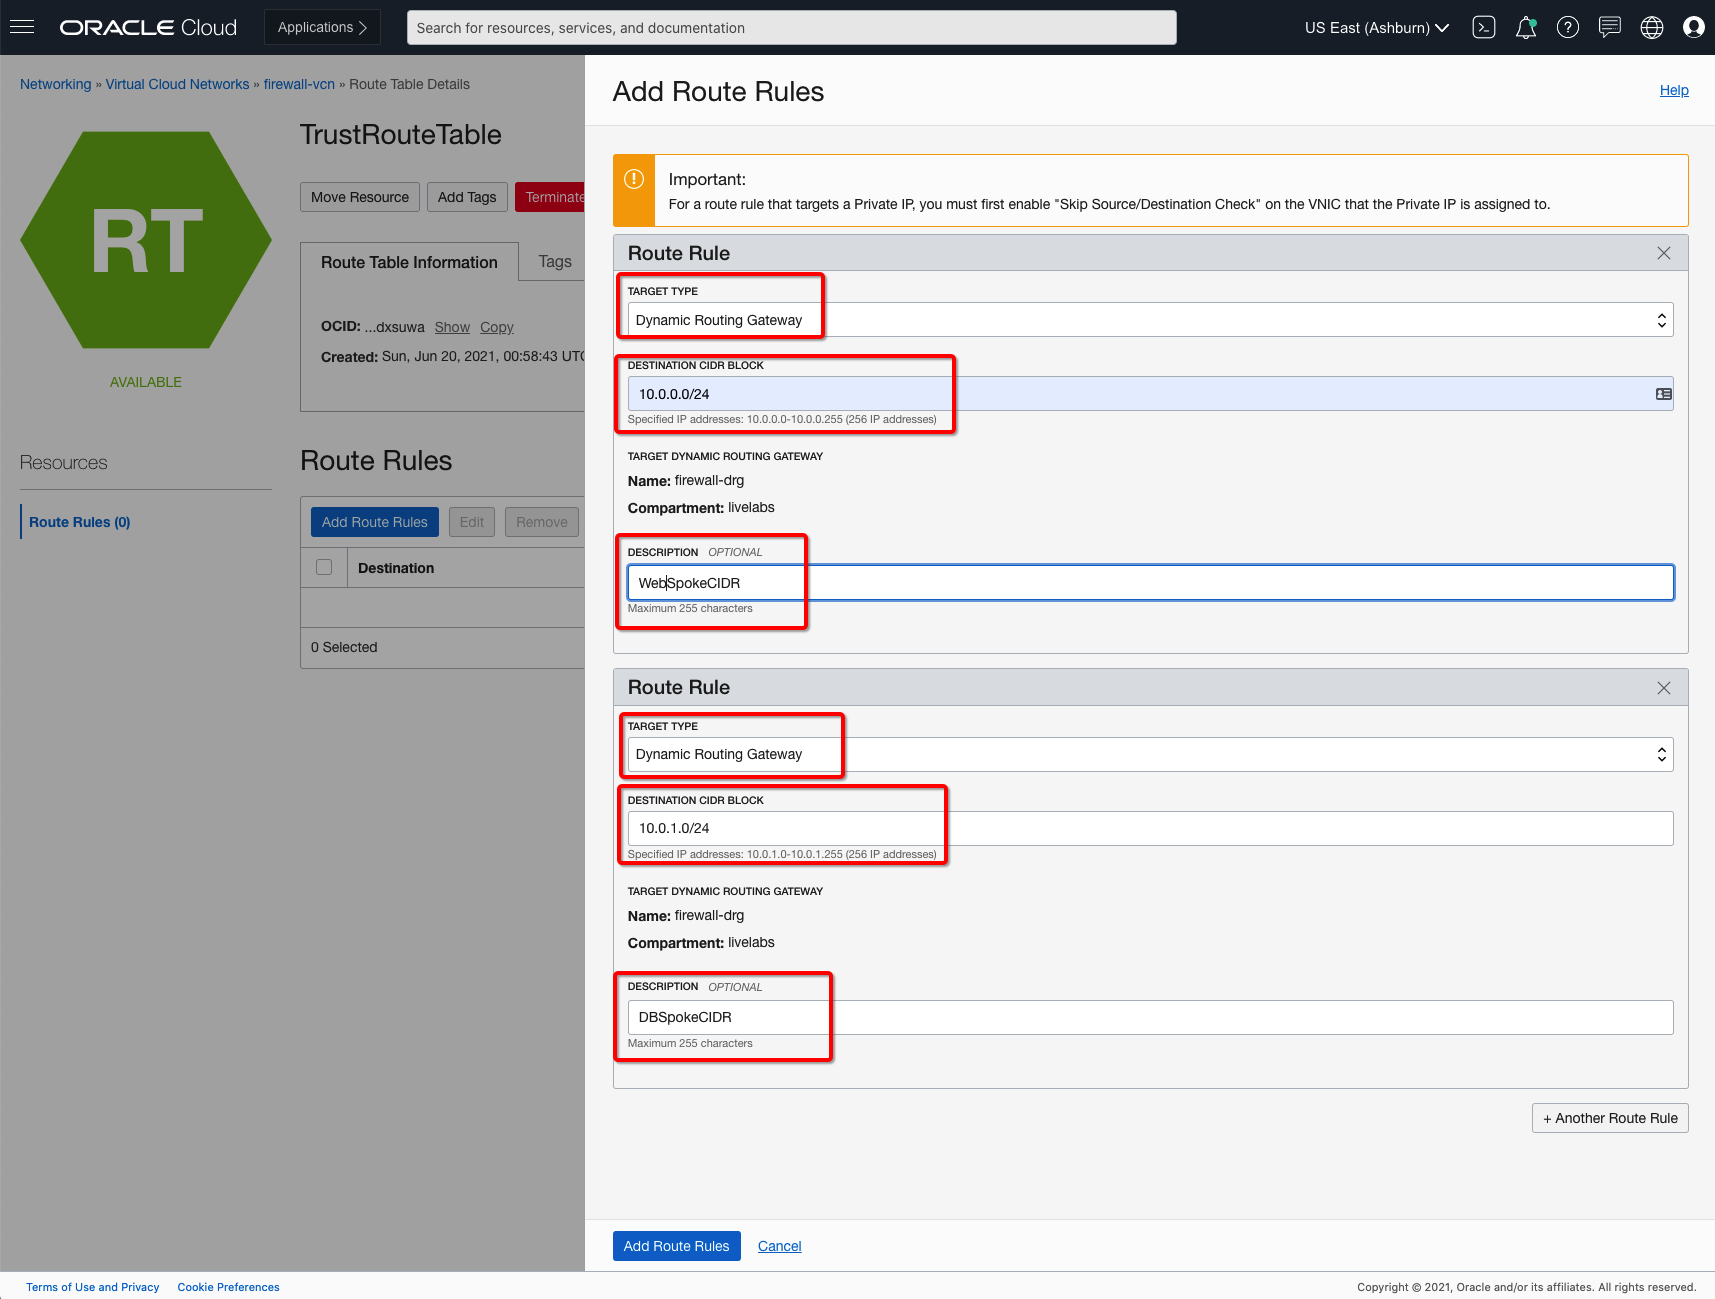 ORACLE Cloud
Applications
Search for resources, services, and documentation
US East (Ashburn)
Networking » Virtual Cloud Networks » firewall-vcn » Route Table Details
RT
AVAILABLE
TrustRouteTable
Move Resource
Add Tags
Terminate
Route Table Information
Tags
OCID: ...dxsuwa Show Copy
Created: Sun, Jun 20, 2021, 00:58:43 UTC
Resources
Route Rules (0)
Route Rules
Add Route Rules
Edit
Remove
Destination
0 Selected
Add Route Rules
Help
Important:
For a route rule that targets a Private IP, you must first enable "Skip Source/Destination Check" on the VNIC that the Private IP is assigned to.
Route Rule
TARGET TYPE
Dynamic Routing Gateway
DESTINATION CIDR BLOCK
10.0.0.0/24
Specified IP addresses: 10.0.0.0-10.0.0.255 (256 IP addresses)
TARGET DYNAMIC ROUTING GATEWAY
Name: firewall-drg
Compartment: livelabs
DESCRIPTION OPTIONAL
WebSpokeCIDR
Maximum 255 characters
Route Rule
TARGET TYPE
Dynamic Routing Gateway
DESTINATION CIDR BLOCK
10.0.1.0/24
Specified IP addresses: 10.0.1.0-10.0.1.255 (256 IP addresses)
TARGET DYNAMIC ROUTING GATEWAY
Name: firewall-drg
Compartment: livelabs
DESCRIPTION OPTIONAL
DBSpokeCIDR
Maximum 255 characters
+ Another Route Rule
Add Route Rules
Cancel
Terms of Use and Privacy
Cookie Preferences
Copyright © 2021, Oracle and/or its affiliates. All rights reserved.